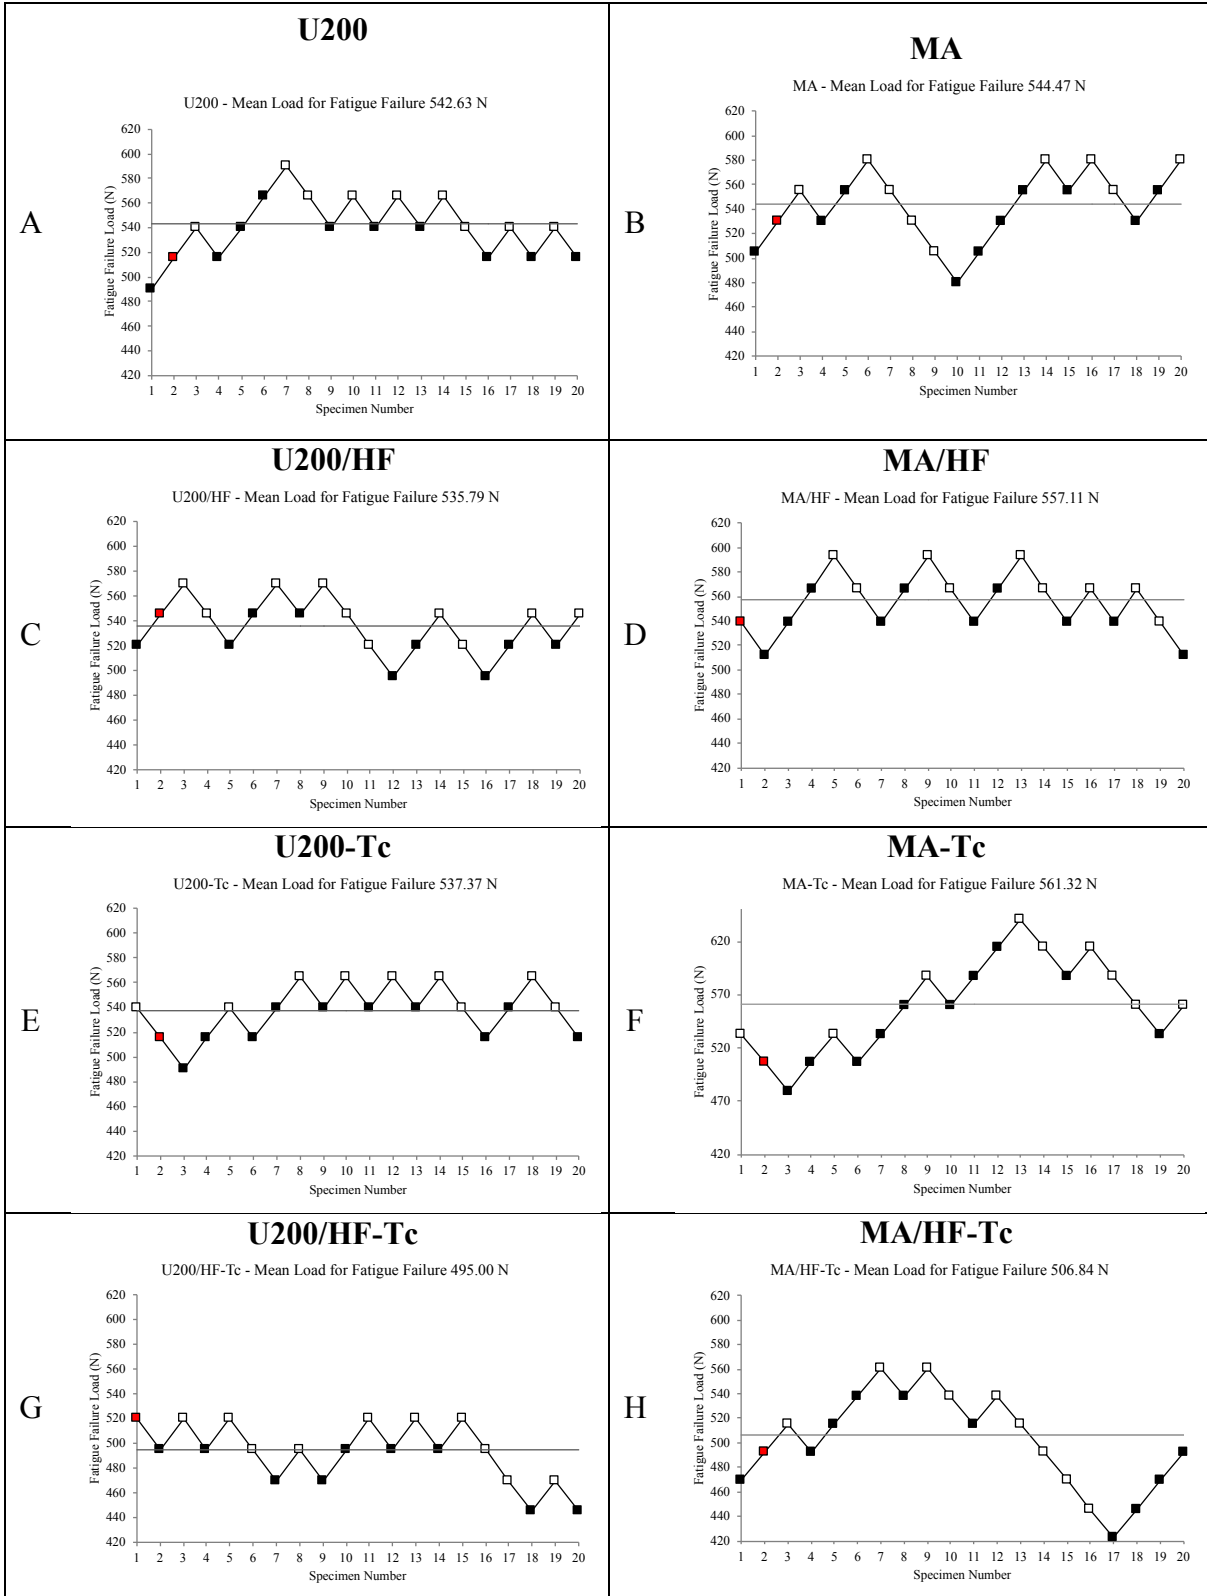 U200
U200 - Mean Load for Fatigue Failure 542.63 N
A
Fatigue Failure Load (N)
620
600
580
560
540
520
500
480
460
440
420
1 2 3 4 5 6 7 8 9 10 11 12 13 14 15 16 17 18 19 20
Specimen Number
MA
MA - Mean Load for Fatigue Failure 544.47 N
B
Fatigue Failure Load (N)
620
600
580
560
540
520
500
480
460
440
420
1 2 3 4 5 6 7 8 9 10 11 12 13 14 15 16 17 18 19 20
Specimen Number
U200/HF
U200/HF - Mean Load for Fatigue Failure 535.79 N
C
Fatigue Failure Load (N)
620
600
580
560
540
520
500
480
460
440
420
1 2 3 4 5 6 7 8 9 10 11 12 13 14 15 16 17 18 19 20
Specimen Number
MA/HF
MA/HF - Mean Load for Fatigue Failure 557.11 N
D
Fatigue Failure Load (N)
620
600
580
560
540
520
500
480
460
440
420
1 2 3 4 5 6 7 8 9 10 11 12 13 14 15 16 17 18 19 20
Specimen Number
U200-Tc
U200-Tc - Mean Load for Fatigue Failure 537.37 N
E
Fatigue Failure Load (N)
620
600
580
560
540
520
500
480
460
440
420
1 2 3 4 5 6 7 8 9 10 11 12 13 14 15 16 17 18 19 20
Specimen Number
MA-Tc
MA-Tc - Mean Load for Fatigue Failure 561.32 N
F
Fatigue Failure Load (N)
620
570
520
470
420
1 2 3 4 5 6 7 8 9 10 11 12 13 14 15 16 17 18 19 20
Specimen Number
U200/HF-Tc
U200/HF-Tc - Mean Load for Fatigue Failure 495.00 N
G
Fatigue Failure Load (N)
620
600
580
560
540
520
500
480
460
440
420
1 2 3 4 5 6 7 8 9 10 11 12 13 14 15 16 17 18 19 20
Specimen Number
MA/HF-Tc
MA/HF-Tc - Mean Load for Fatigue Failure 506.84 N
H
Fatigue Failure Load (N)
620
600
580
560
540
520
500
480
460
440
420
1 2 3 4 5 6 7 8 9 10 11 12 13 14 15 16 17 18 19 20
Specimen Number